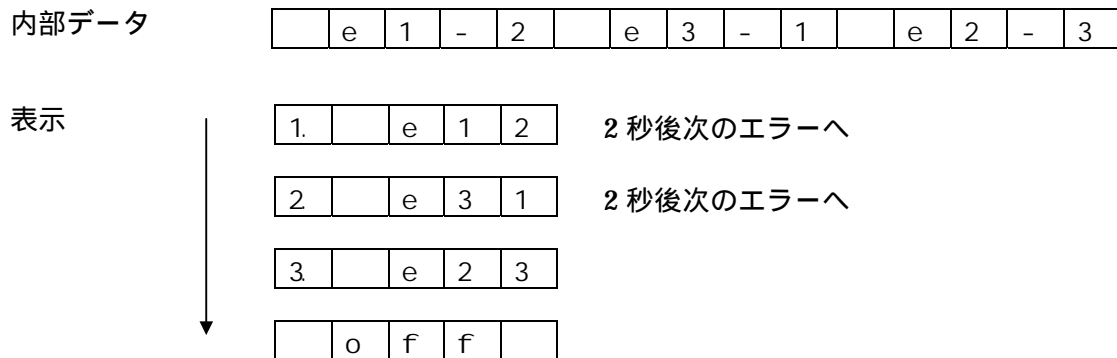 内部データ e 1 - 2 e 3 - 1 e 2 - 3
表示 1. e 1 2 2 秒後次のエラーへ
2 e 3 1 2 秒後次のエラーへ
3. e 2 3
o f f